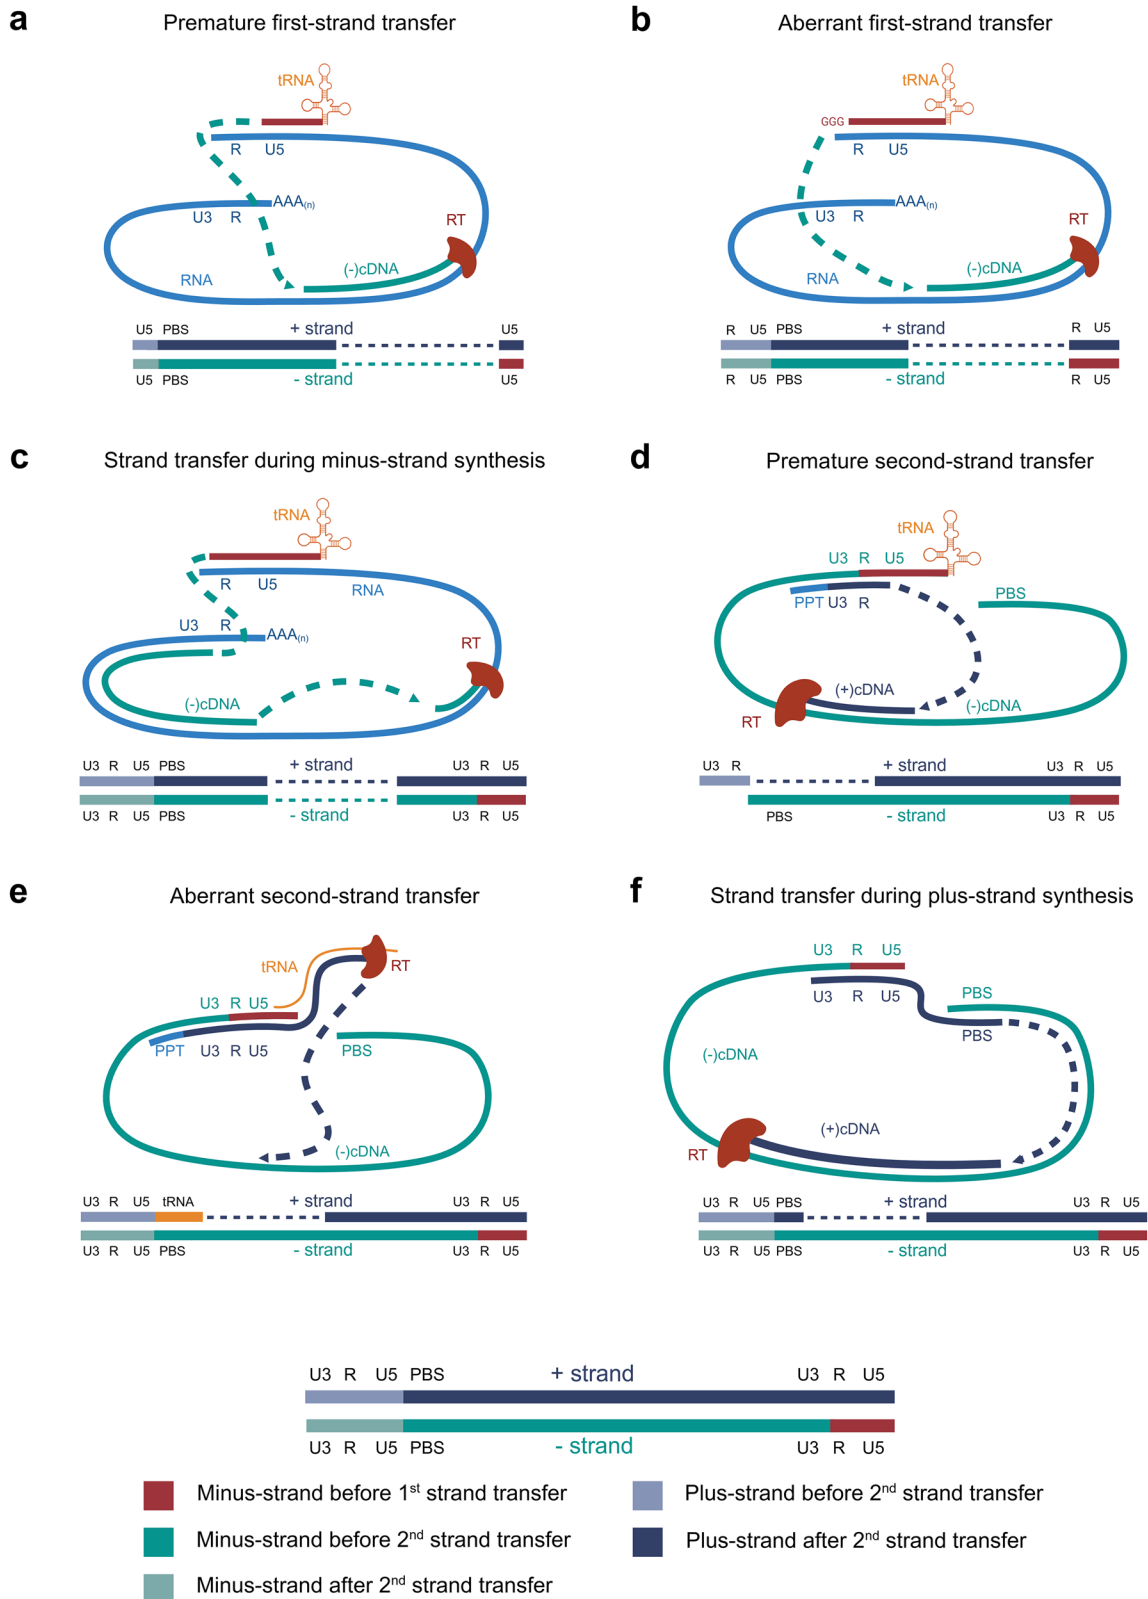 a Premature first-strand transfer
tRNA
R U5
AAA(n)
U3 R
RT
(-)cDNA
RNA
U5 PBS + strand U5
U5 PBS - strand U5
b Aberrant first-strand transfer
tRNA
GGG
R U5
AAA(n)
U3 R
RT
(-)cDNA
RNA
R U5 PBS + strand R U5
R U5 PBS - strand R U5
c Strand transfer during minus-strand synthesis
tRNA
R U5 RNA
U3 R AAA(n)
RT
(-)cDNA
U3 R U5 PBS + strand U3 R U5
U3 R U5 PBS - strand U3 R U5
d Premature second-strand transfer
tRNA
U3 R U5
PPT U3 R PBS
(+)cDNA (-)cDNA
RT
U3 R + strand U3 R U5
PBS - strand U3 R U5
e Aberrant second-strand transfer
tRNA RT
U3 R U5
PPT U3 R U5 PBS
(-)cDNA
U3 R U5 tRNA + strand U3 R U5
U3 R U5 PBS - strand U3 R U5
f Strand transfer during plus-strand synthesis
U3 R U5
U3 R U5 PBS
PBS
(-)cDNA
(+)cDNA
RT
U3 R U5 PBS + strand U3 R U5
U3 R U5 PBS - strand U3 R U5
U3 R U5 PBS + strand U3 R U5
U3 R U5 PBS - strand U3 R U5
Minus-strand before 1st strand transfer
Minus-strand before 2nd strand transfer
Minus-strand after 2nd strand transfer
Plus-strand before 2nd strand transfer
Plus-strand after 2nd strand transfer